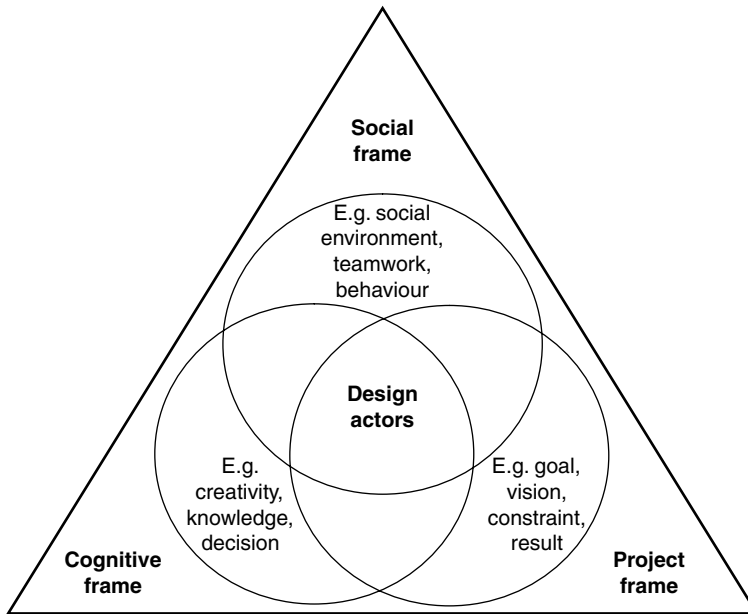 Social
frame
E.g. social
environment,
teamwork,
behaviour
Design
actors
E.g.
creativity,
knowledge,
decision
E.g. goal,
vision,
constraint,
result
Cognitive
frame
Project
frame